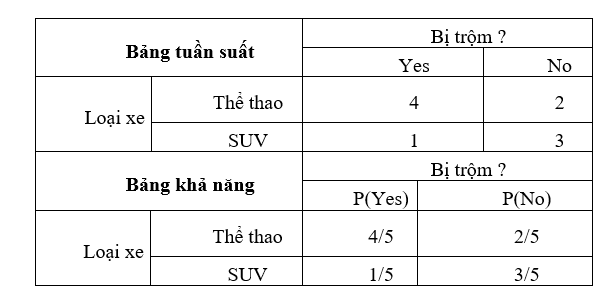 Bảng tuần suất
Bị trộm ?
Yes No
Loại xe
Thể thao 4 2
SUV 1 3
Bảng khả năng
Bị trộm ?
P(Yes) P(No)
Loại xe
Thể thao 4/5 2/5
SUV 1/5 3/5